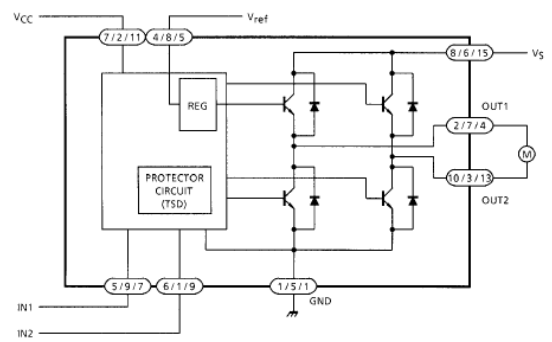 VCC
Vref
7/2/11
4/8/5
8/6/15
VS
REG
OUT1
2/7/4
M
PROTECTOR
CIRCUIT
(TSD)
10/3/13
OUT2
5/9/7
6/1/9
1/5/1
GND
IN1
IN2